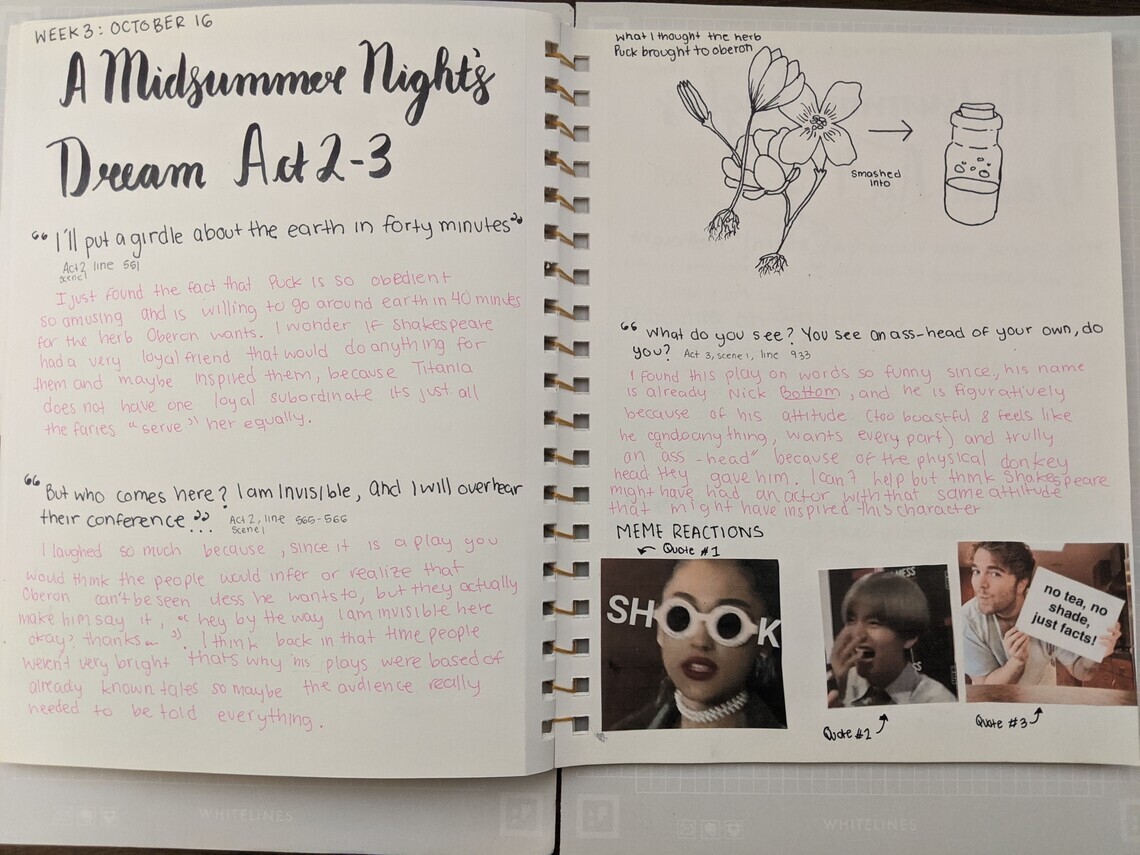 WEEK 3: OCTOBER 16
A Midsummer Night's
Dream Act 2-3
"I'll put a girdle about the earth in forty minutes"
Act 2, line 551
scene 1
I just found the fact that Puck is so obedient
so amusing and is willing to go around earth in 40 minutes
for the herb Oberon wants. I wonder if Shakespeare
had a very loyal friend that would do anything for
them and maybe inspired them, because Titania
does not have one loyal subordinate its just all
the faries "serve" her equally.
"But who comes here? I am Invisible, and I will overhear
their conference"...
Act 2, line 565-566
Scene 1
I laughed so much because, since it is a play you
would think the people would infer or realize that
Oberon can't be seen uless he wants to, but they actually
make him say it, "hey by the way I am invisible here
okay? thanks...". I think back in that time people
weren't very bright thats why his plays were based of
already known tales so maybe the audience really
needed to be told everything.
What I thought the herb
Puck brought to oberon
smashed
into
"What do you see? You see an ass-head of your own, do
you? Act 3, scene 1, line 933
I found this play on words so funny since, his name
is already Nick Bottom, and he is figuratively
because of his attitude (too boastful & feels like
he can do anything, wants every part) and trully
an "ass-head" because of the physical donkey
head they gave him. I can't help but think Shakespeare
might have had an actor with that same attitude
that might have inspired this character
MEME REACTIONS
Quote #1
SHOOK
MESS
ESS
no tea, no
shade,
just facts!
Quote #2
Quote #3
WHITELINES
WHITELINES